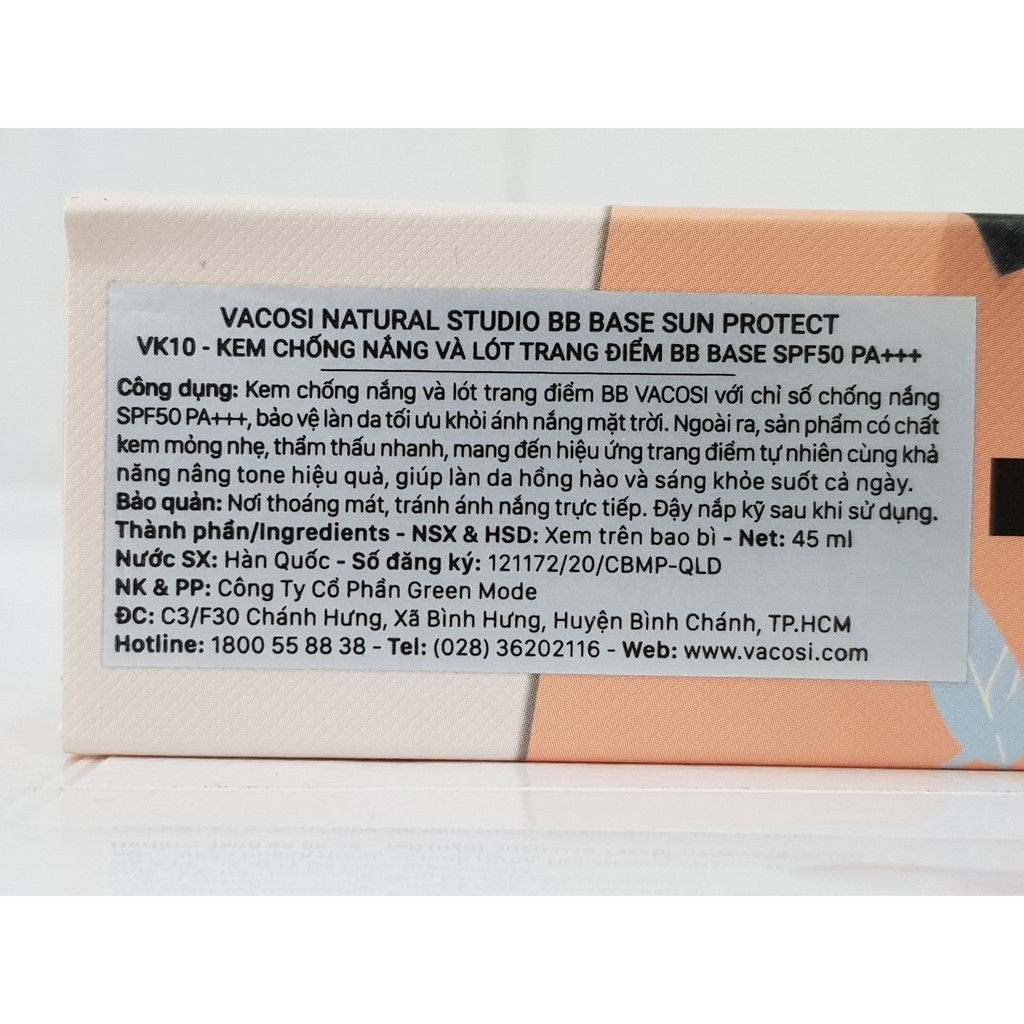 VACOSI NATURAL STUDIO BB BASE SUN PROTECT
VK10 - KEM CHỐNG NẮNG VÀ LÓT TRANG ĐIỂM BB BASE SPF50 PA+++
Công dụng: Kem chống nắng và lót trang điểm BB VACOSI với chỉ số chống nắng
SPF50 PA+++, bảo vệ làn da tối ưu khỏi ánh nắng mặt trời. Ngoài ra, sản phẩm có chất
kem mỏng nhẹ, thẩm thấu nhanh, mang đến hiệu ứng trang điểm tự nhiên cùng khả
năng nâng tone hiệu quả, giúp làn da hồng hào và sáng khỏe suốt cả ngày.
Bảo quản: Nơi thoáng mát, tránh ánh nắng trực tiếp. Đậy nắp kỹ sau khi sử dụng.
Thành phần/Ingredients - NSX & HSD: Xem trên bao bì - Net: 45 ml
Nước SX: Hàn Quốc - Số đăng ký: 121172/20/CBMP-QLD
NK & PP: Công Ty Cổ Phần Green Mode
ĐC: C3/F30 Chánh Hưng, Xã Bình Hưng, Huyện Bình Chánh, TP.HCM
Hotline: 1800 55 88 38 - Tel: (028) 36202116 - Web: www.vacosi.com